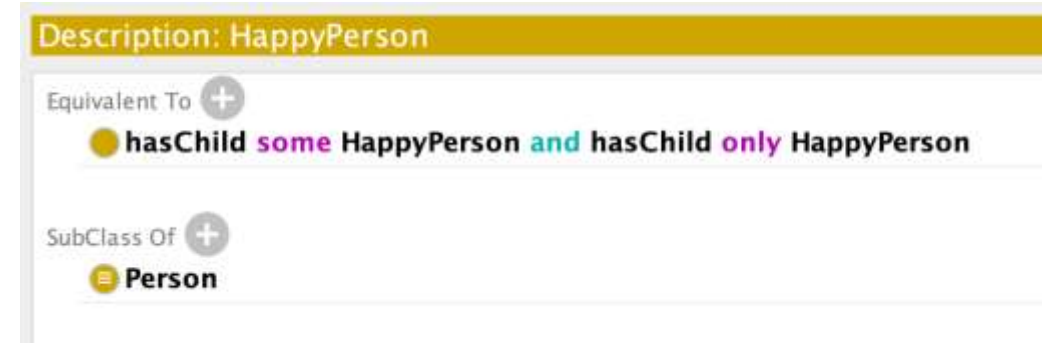 Description: HappyPerson
Equivalent To
hasChild some HappyPerson and hasChild only HappyPerson
SubClass Of
Person